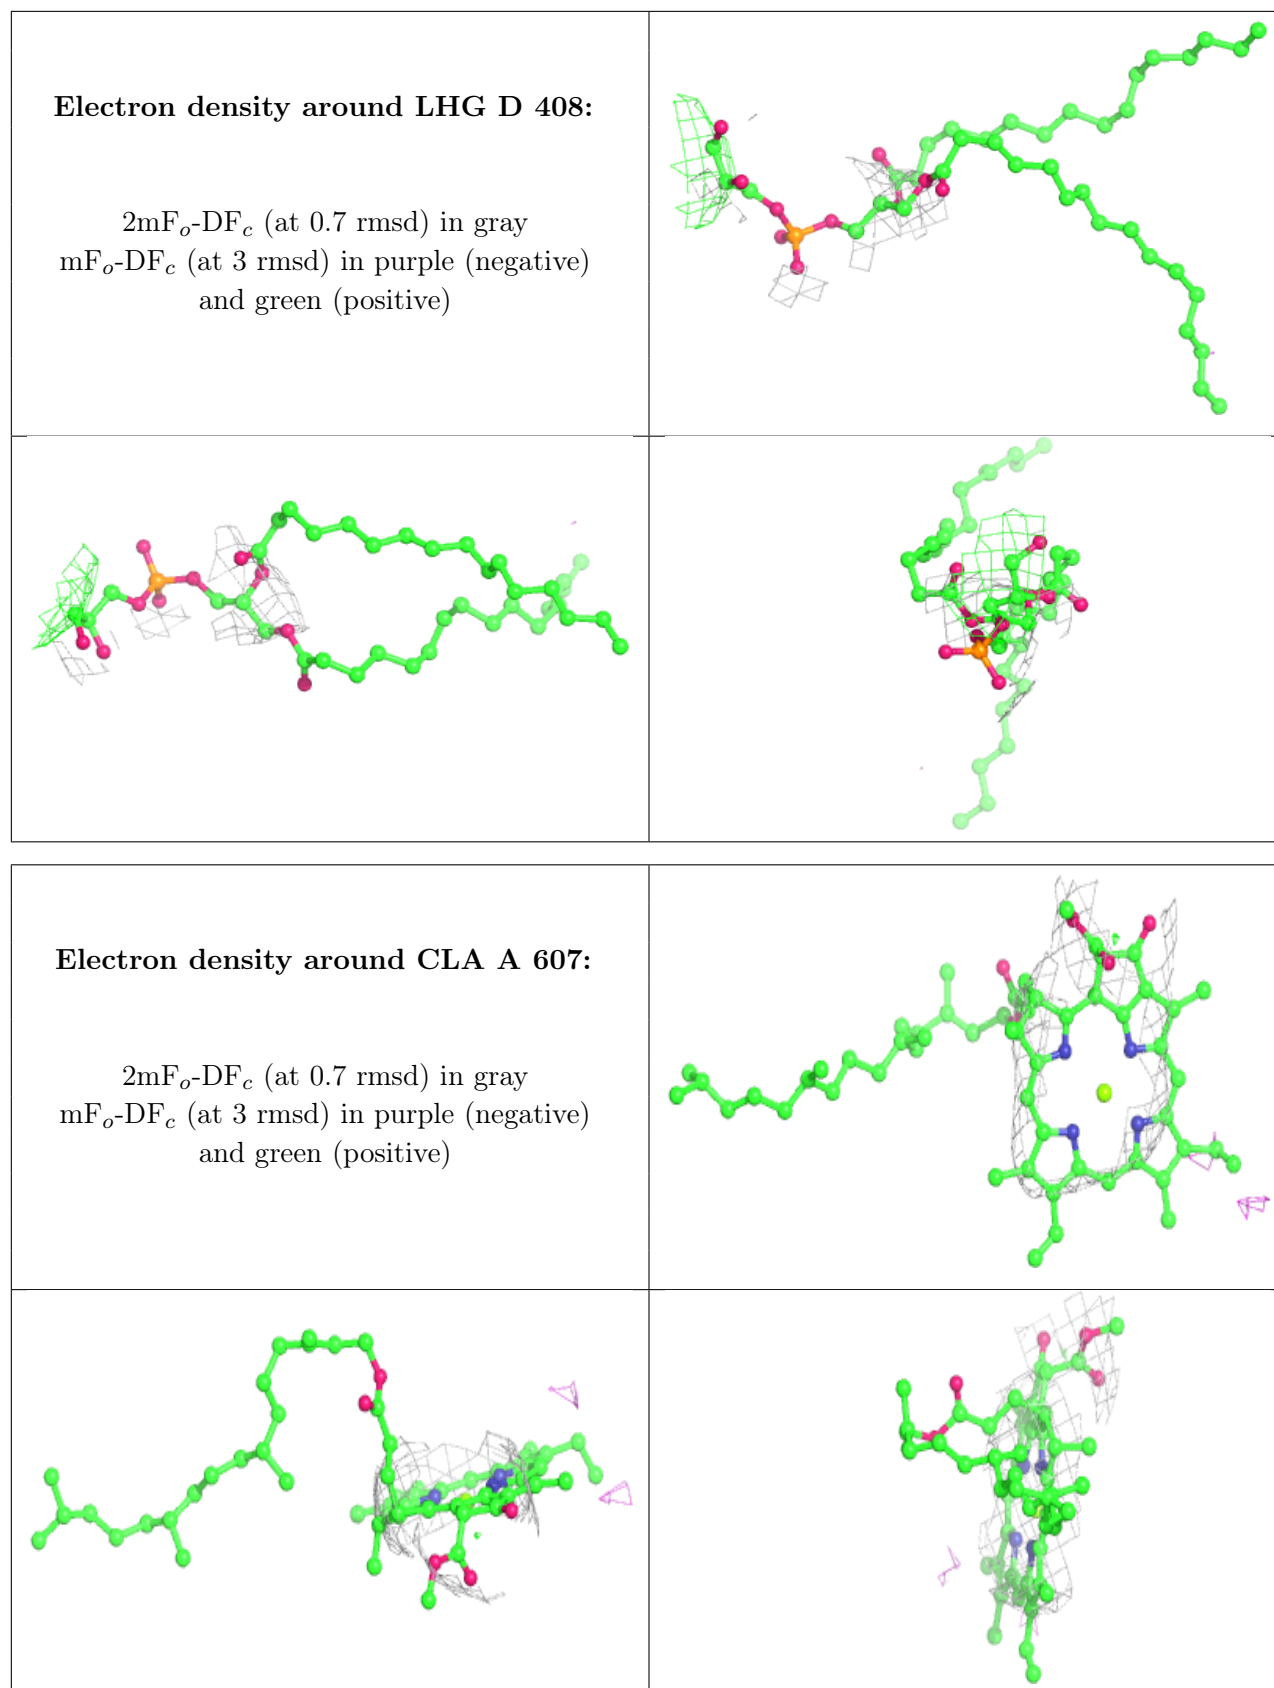 Electron density around LHG D 408:
2mFo-DFc (at 0.7 rmsd) in gray
mFo-DFc (at 3 rmsd) in purple (negative)
and green (positive)
Electron density around CLA A 607:
2mFo-DFc (at 0.7 rmsd) in gray
mFo-DFc (at 3 rmsd) in purple (negative)
and green (positive)